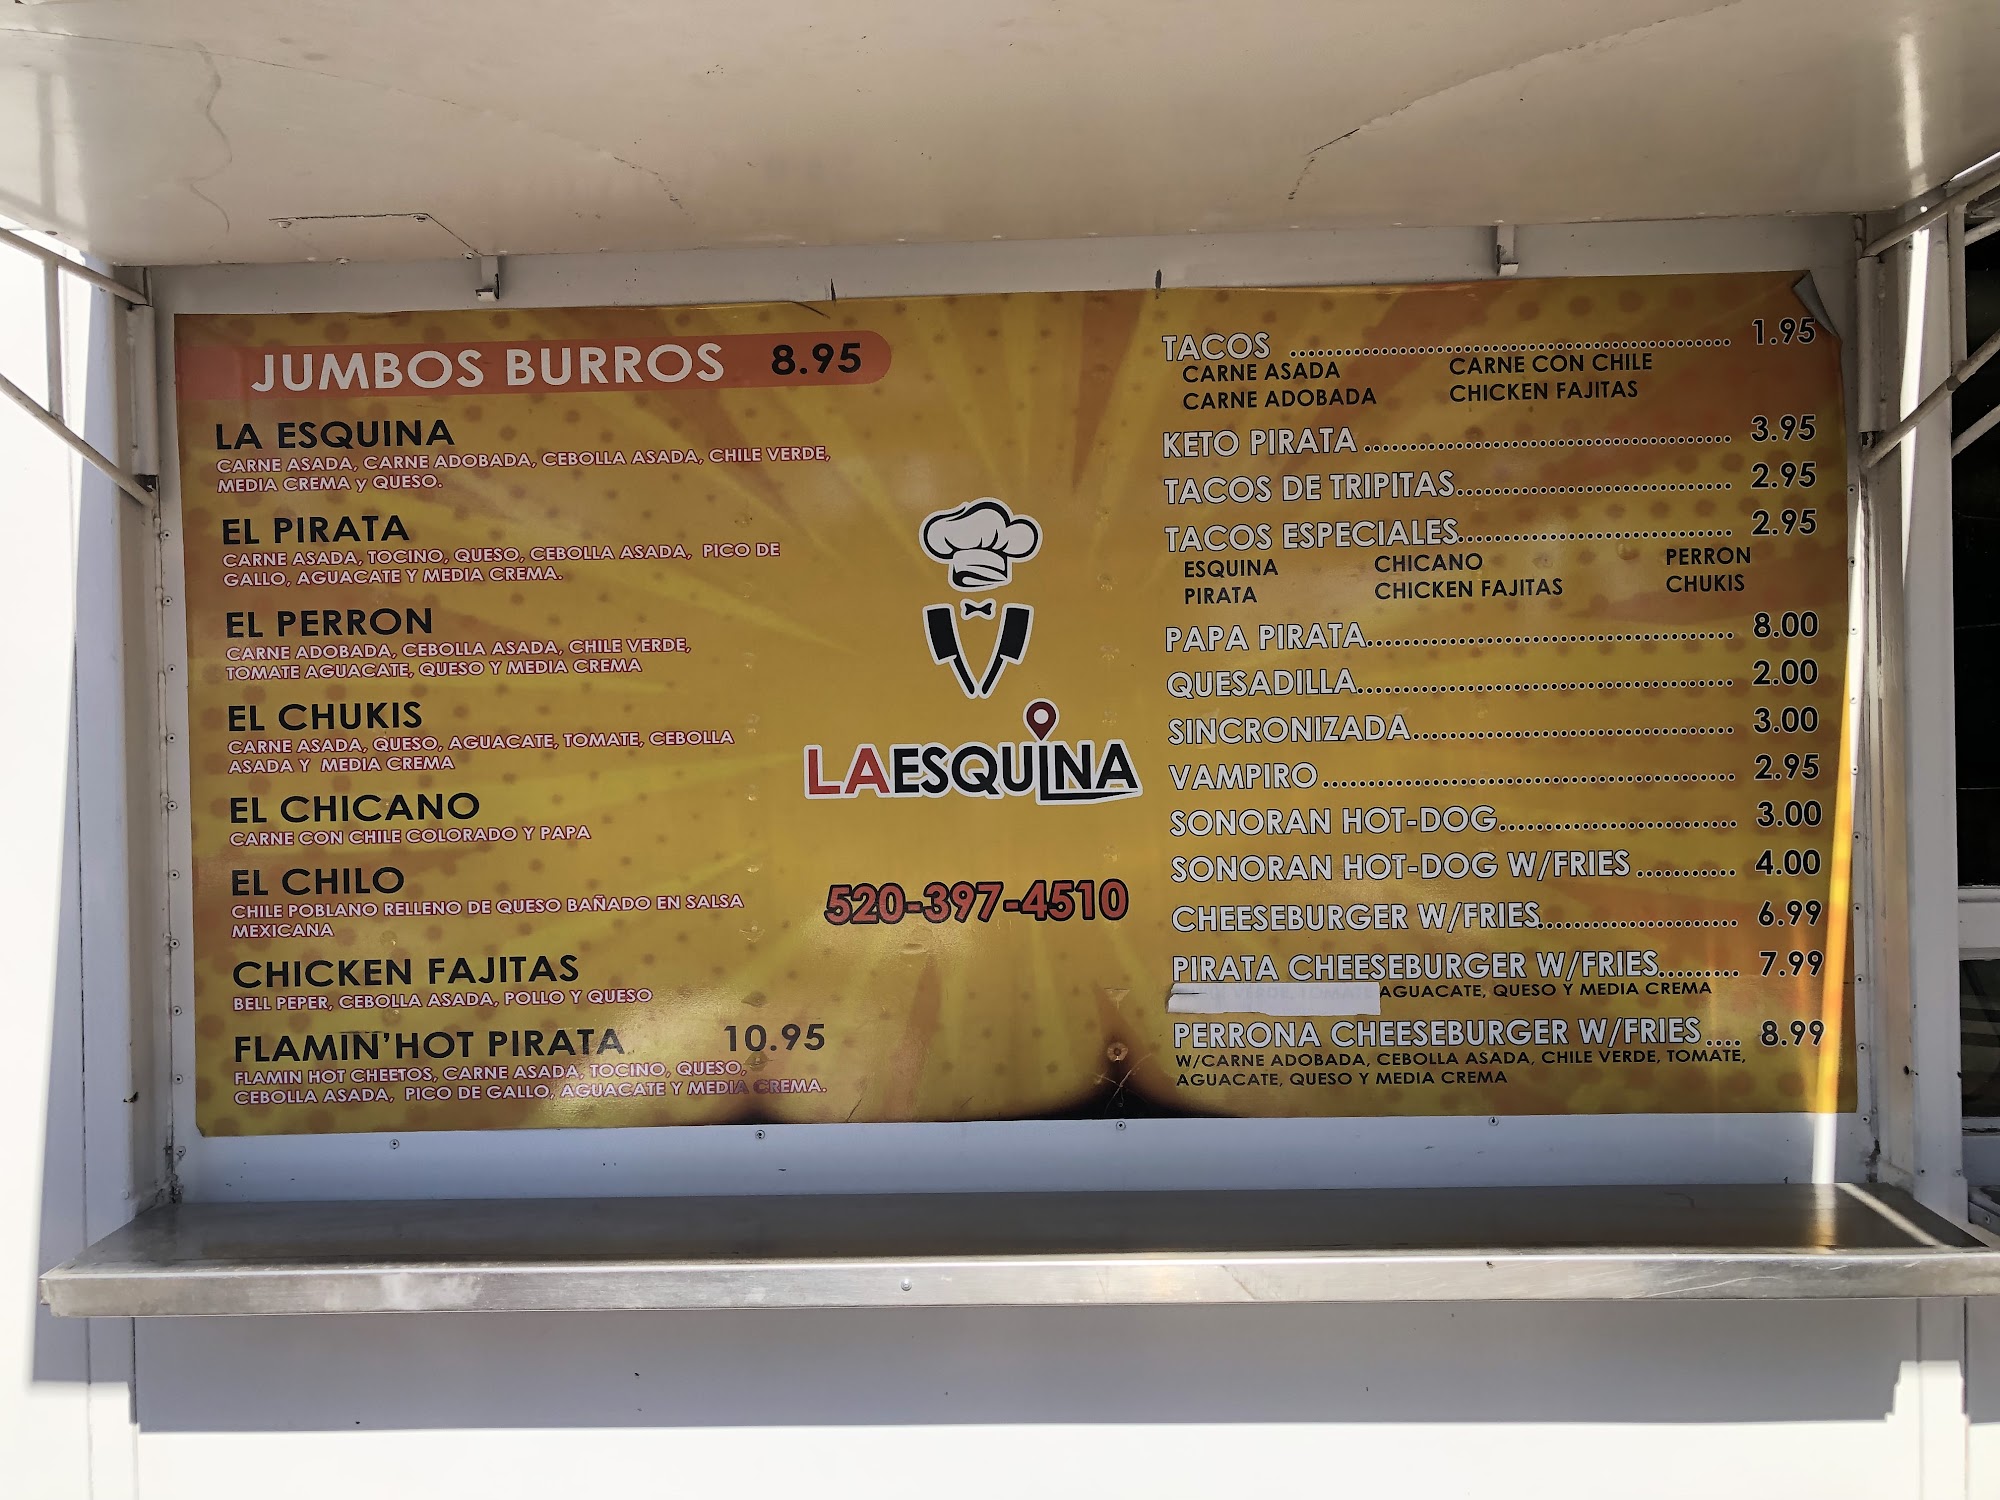 JUMBOS BURROS 8.95
LA ESQUINA
CARNE ASADA, CARNE ADOBADA, CEBOLLA ASADA, CHILE VERDE,
MEDIA CREMA y QUESO.
EL PIRATA
CARNE ASADA, TOCINO, QUESO, CEBOLLA ASADA, PICO DE
GALLO, AGUACATE Y MEDIA CREMA.
EL PERRON
CARNE ADOBADA, CEBOLLA ASADA, CHILE VERDE,
TOMATE AGUACATE, QUESO Y MEDIA CREMA
EL CHUKIS
CARNE ASADA, QUESO, AGUACATE, TOMATE, CEBOLLA
ASADA Y MEDIA CREMA
EL CHICANO
CARNE CON CHILE COLORADO Y PAPA
EL CHILO
CHILE POBLANO RELLENO DE QUESO BAÑADO EN SALSA
MEXICANA
CHICKEN FAJITAS
BELL PEPER, CEBOLLA ASADA, POLLO Y QUESO
FLAMIN'HOT PIRATA 10.95
FLAMIN HOT CHEETOS, CARNE ASADA, TOCINO, QUESO,
CEBOLLA ASADA, PICO DE GALLO, AGUACATE Y MEDIA CREMA.
LAESQUINA
520-397-4510
TACOS 1.95
CARNE ASADA CARNE CON CHILE
CARNE ADOBADA CHICKEN FAJITAS
KETO PIRATA 3.95
TACOS DE TRIPITAS 2.95
TACOS ESPECIALES 2.95
ESQUINA CHICANO PERRON
PIRATA CHICKEN FAJITAS CHUKIS
PAPA PIRATA 8.00
QUESADILLA 2.00
SINCRONIZADA 3.00
VAMPIRO 2.95
SONORAN HOT-DOG 3.00
SONORAN HOT-DOG W/FRIES 4.00
CHEESEBURGER W/FRIES 6.99
PIRATA CHEESEBURGER W/FRIES 7.99
VERDE, TOMATE AGUACATE, QUESO Y MEDIA CREMA
PERRONA CHEESEBURGER W/FRIES 8.99
W/CARNE ADOBADA, CEBOLLA ASADA, CHILE VERDE, TOMATE,
AGUACATE, QUESO Y MEDIA CREMA